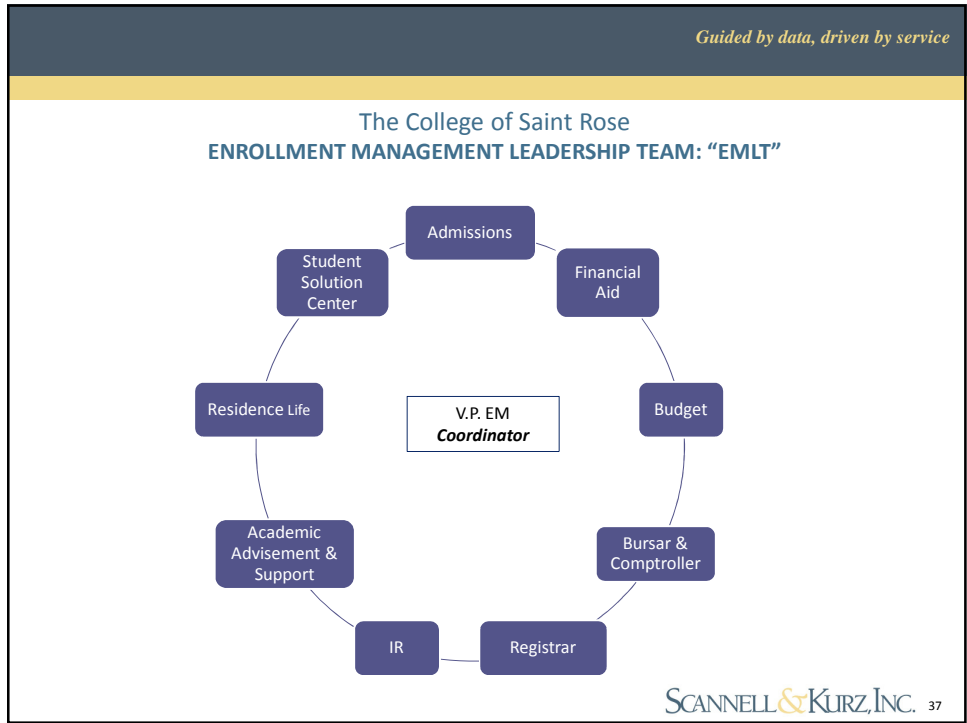 Guided by data, driven by service
The College of Saint Rose
ENROLLMENT MANAGEMENT LEADERSHIP TEAM: “EMLT”
Admissions
Financial
Aid
Budget
Bursar &
Comptroller
Registrar
IR
Academic
Advisement &
Support
Residence Life
Student
Solution
Center
V.P. EM
Coordinator
SCANNELL & KURZ, INC. 37